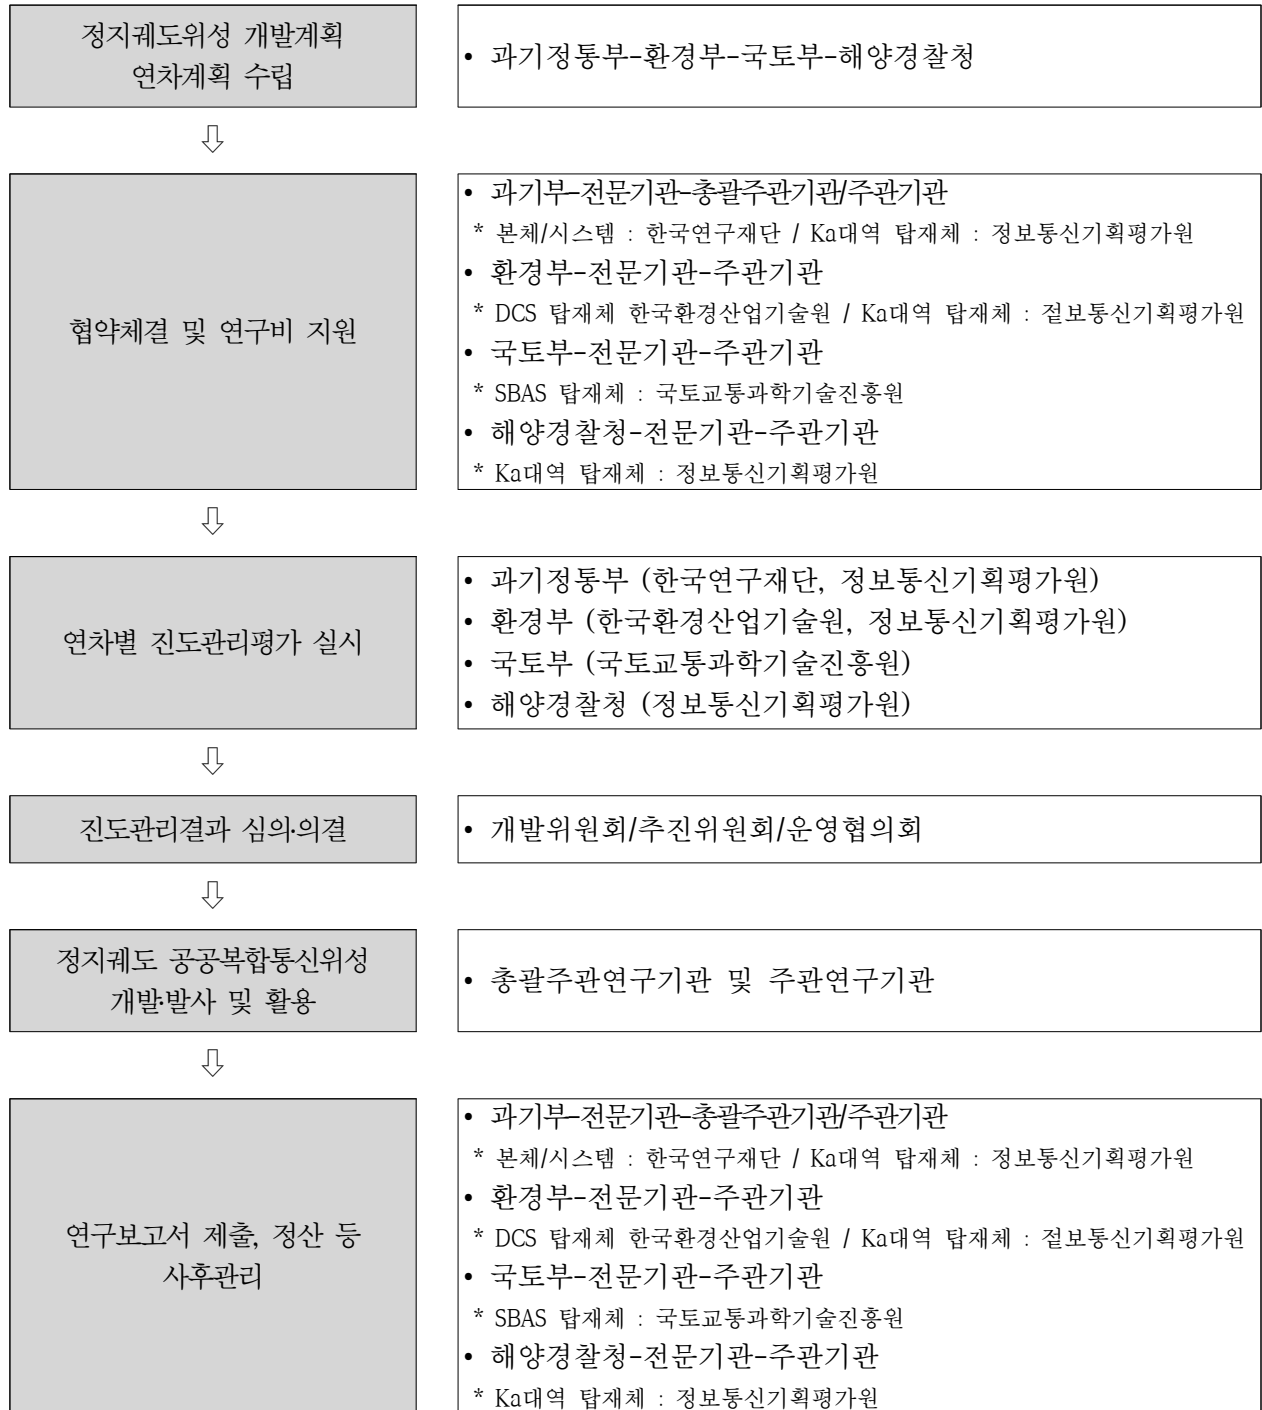 정지궤도위성 개발계획
연차계획 수립
• 과기정통부-환경부-국토부-해양경찰청
⇩
협약체결 및 연구비 지원
• 과기부-전문기관-총괄주관기관/주관기관
* 본체/시스템 : 한국연구재단 / Ka대역 탑재체 : 정보통신기획평가원
• 환경부-전문기관-주관기관
* DCS 탑재체 한국환경산업기술원 / Ka대역 탑재체 : 절보통신기획평가원
• 국토부-전문기관-주관기관
* SBAS 탑재체 : 국토교통과학기술진흥원
• 해양경찰청-전문기관-주관기관
* Ka대역 탑재체 : 정보통신기획평가원
⇩
연차별 진도관리평가 실시
• 과기정통부 (한국연구재단, 정보통신기획평가원)
• 환경부 (한국환경산업기술원, 정보통신기획평가원)
• 국토부 (국토교통과학기술진흥원)
• 해양경찰청 (정보통신기획평가원)
⇩
진도관리결과 심의·의결
• 개발위원회/추진위원회/운영협의회
⇩
정지궤도 공공복합통신위성
개발·발사 및 활용
• 총괄주관연구기관 및 주관연구기관
⇩
연구보고서 제출, 정산 등
사후관리
• 과기부-전문기관-총괄주관기관/주관기관
* 본체/시스템 : 한국연구재단 / Ka대역 탑재체 : 정보통신기획평가원
• 환경부-전문기관-주관기관
* DCS 탑재체 한국환경산업기술원 / Ka대역 탑재체 : 절보통신기획평가원
• 국토부-전문기관-주관기관
* SBAS 탑재체 : 국토교통과학기술진흥원
• 해양경찰청-전문기관-주관기관
* Ka대역 탑재체 : 정보통신기획평가원